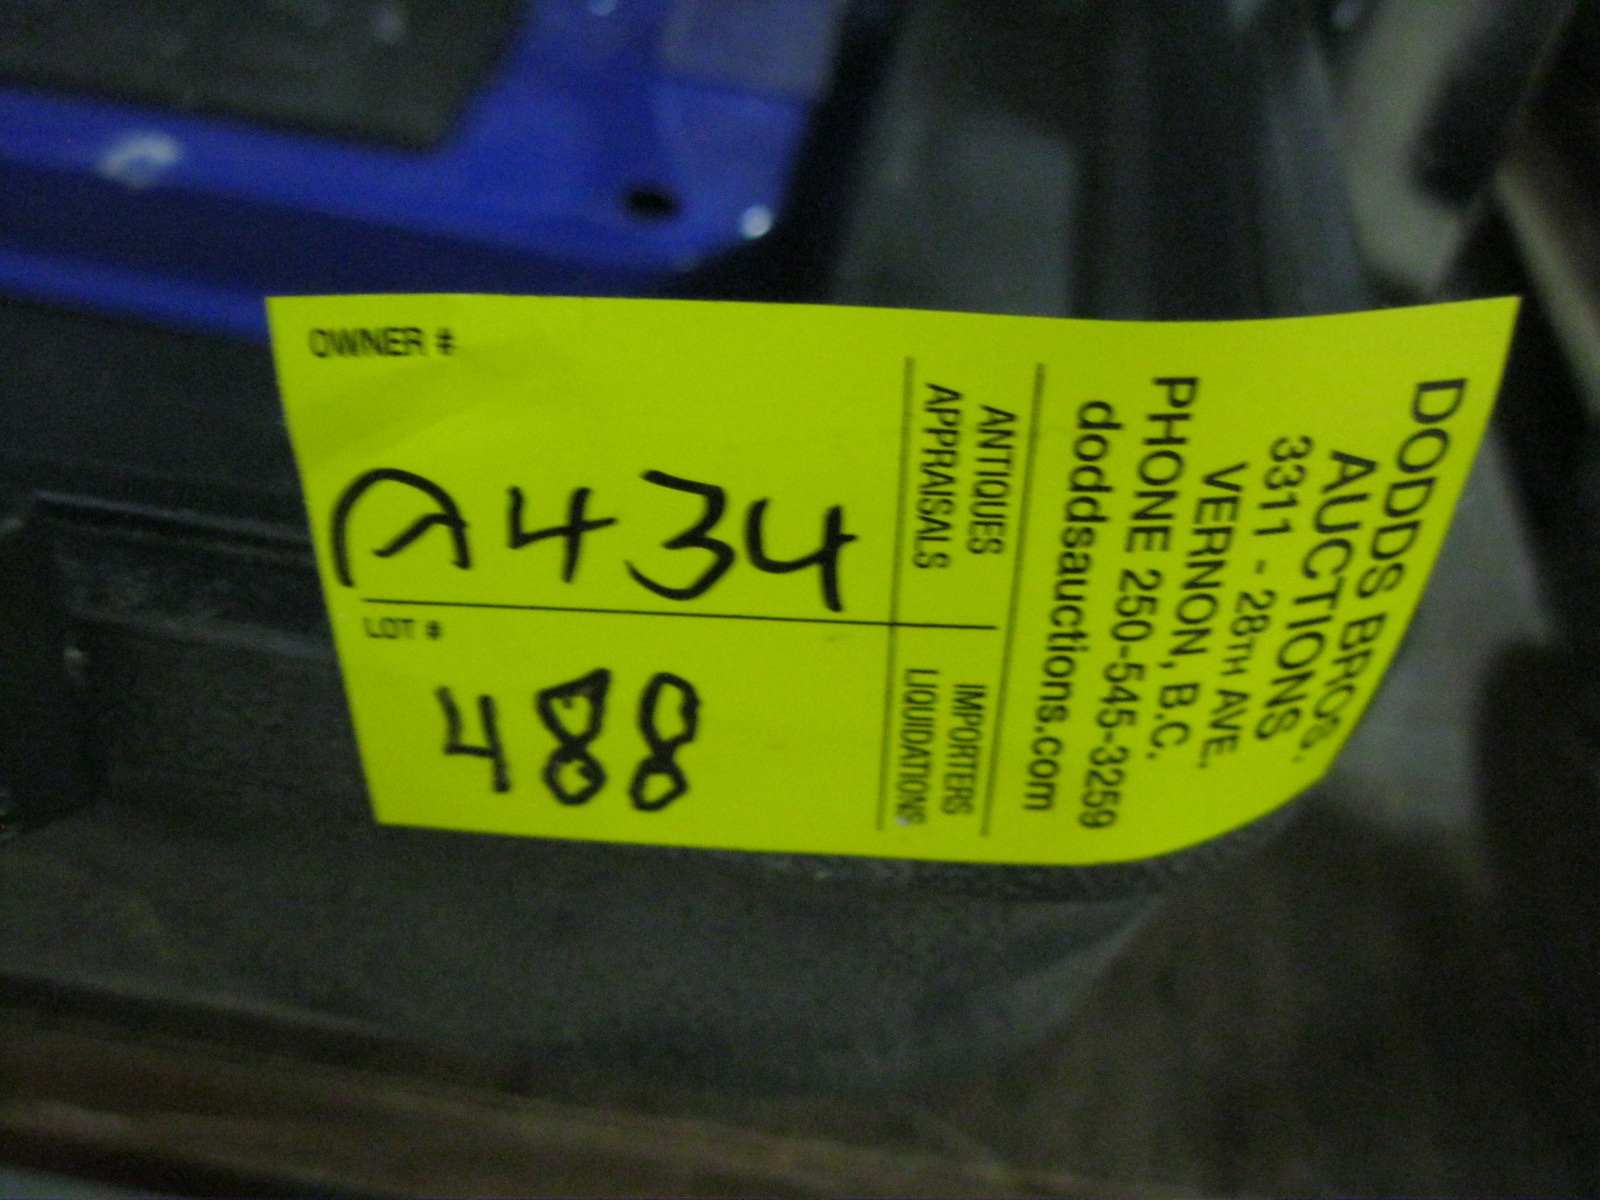 OWNER #
A434
LOT #
488
ANTIQUES
APPRAISALS
IMPORTERS
LIQUIDATIONS
DODDS BROS.
AUCTIONS
3311 - 28TH AVE.
VERNON, B.C.
PHONE 250-545-3259
doddsauctions.com